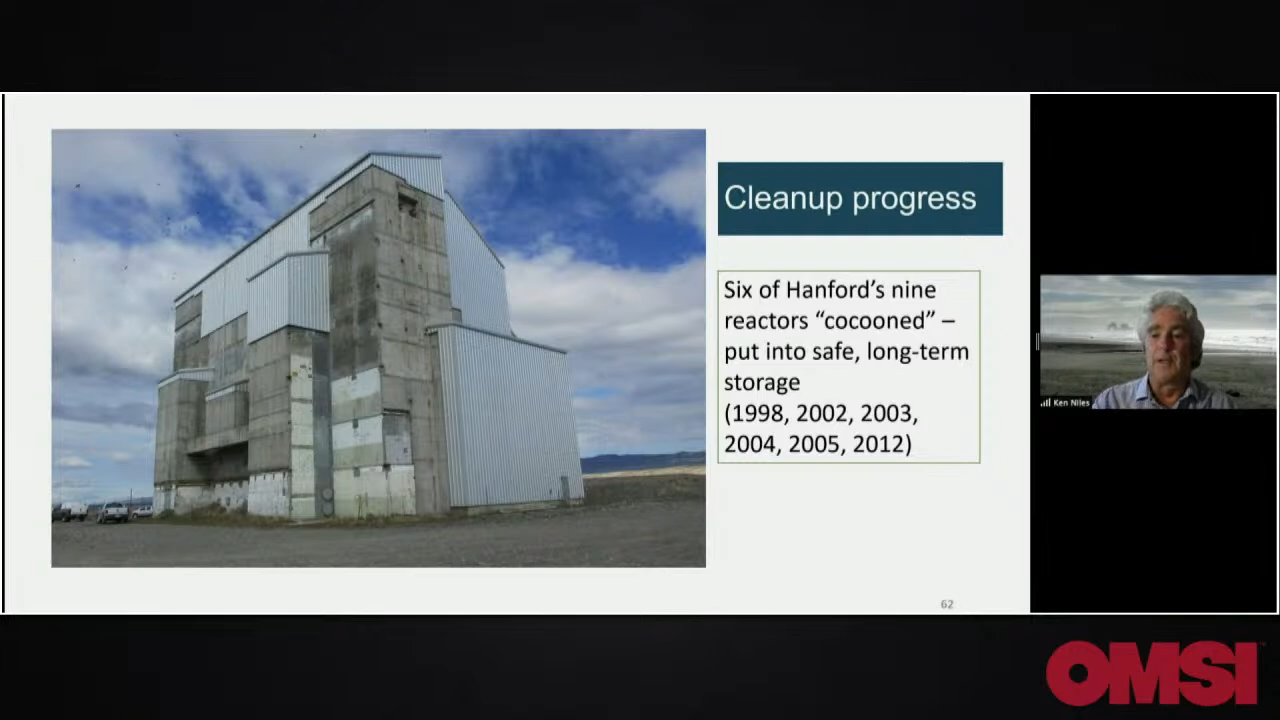 Cleanup progress
Six of Hanford’s nine
reactors “cocooned” –
put into safe, long-term
storage
(1998, 2002, 2003,
2004, 2005, 2012)
62
Ken Niles
OMSI